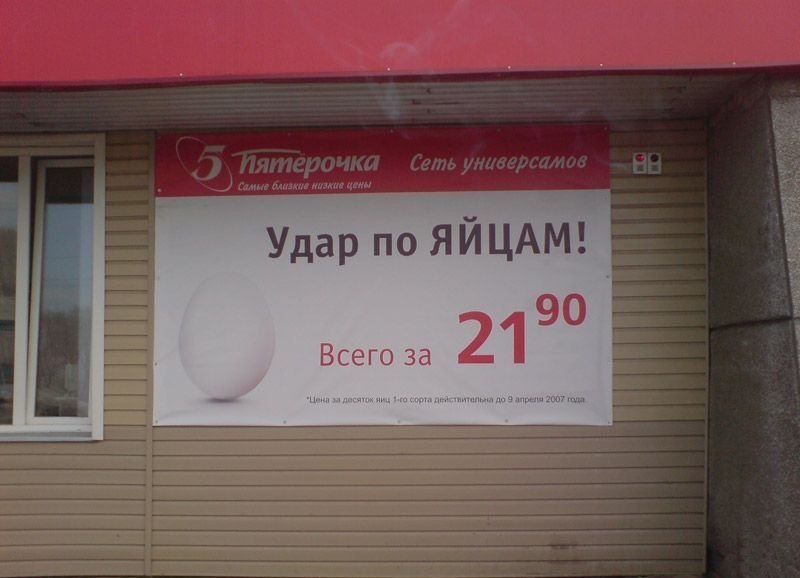 5 Пятёрочка Сеть универсамов
Самые близкие низкие цены
Удар по ЯЙЦАМ!
Всего за 21 90
*Цена за десяток яиц 1-го сорта действительна до 9 апреля 2007 года.